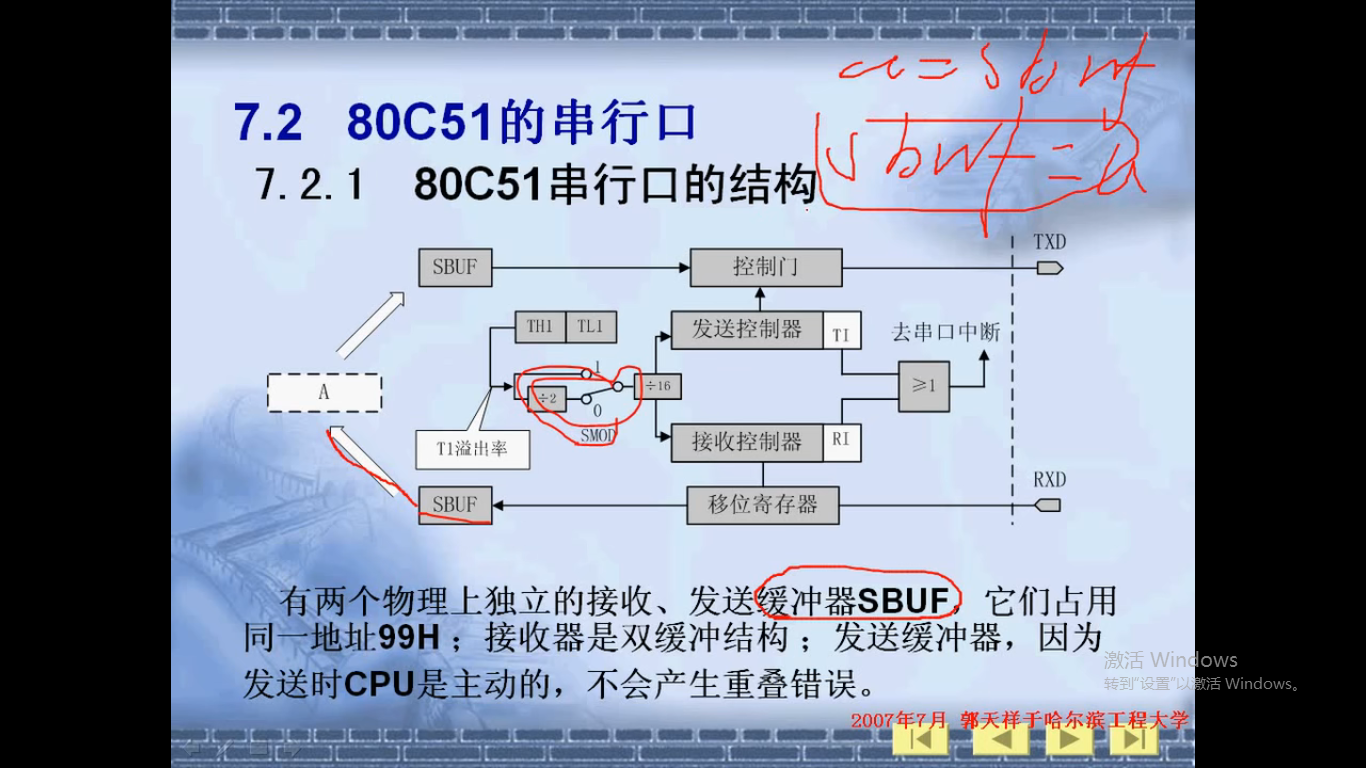 a = sbuf
sbuf = a
7.2 80C51的串行口
7.2.1 80C51串行口的结构
TXD
SBUF
控制门
TH1 TL1
发送控制器 TI
去串口中断
1
A
÷2
÷16
≥1
0
SMOD
T1溢出率
接收控制器 RI
RXD
SBUF
移位寄存器
有两个物理上独立的接收、发送缓冲器SBUF，它们占用
同一地址99H ；接收器是双缓冲结构 ；发送缓冲器，因为
发送时CPU是主动的，不会产生重叠错误。
激活 Windows
转到"设置"以激活 Windows。
2007年7月 郭天祥于哈尔滨工程大学